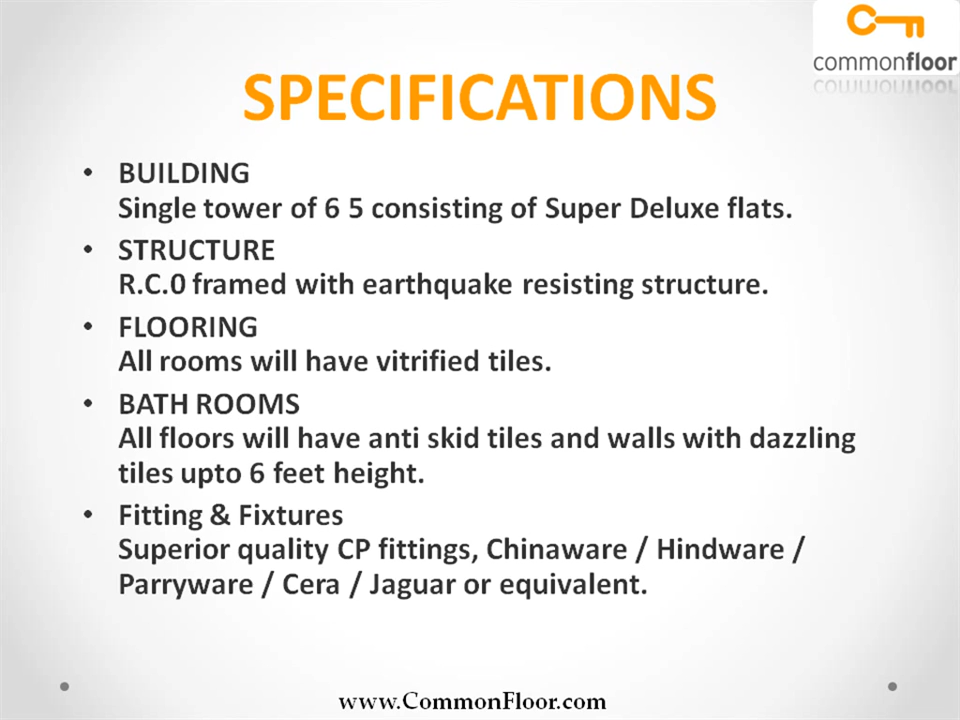 commonfloor
SPECIFICATIONS
• BUILDING
Single tower of 6 5 consisting of Super Deluxe flats.
• STRUCTURE
R.C.0 framed with earthquake resisting structure.
• FLOORING
All rooms will have vitrified tiles.
• BATH ROOMS
All floors will have anti skid tiles and walls with dazzling
tiles upto 6 feet height.
• Fitting & Fixtures
Superior quality CP fittings, Chinaware / Hindware /
Parryware / Cera / Jaguar or equivalent.
www.CommonFloor.com